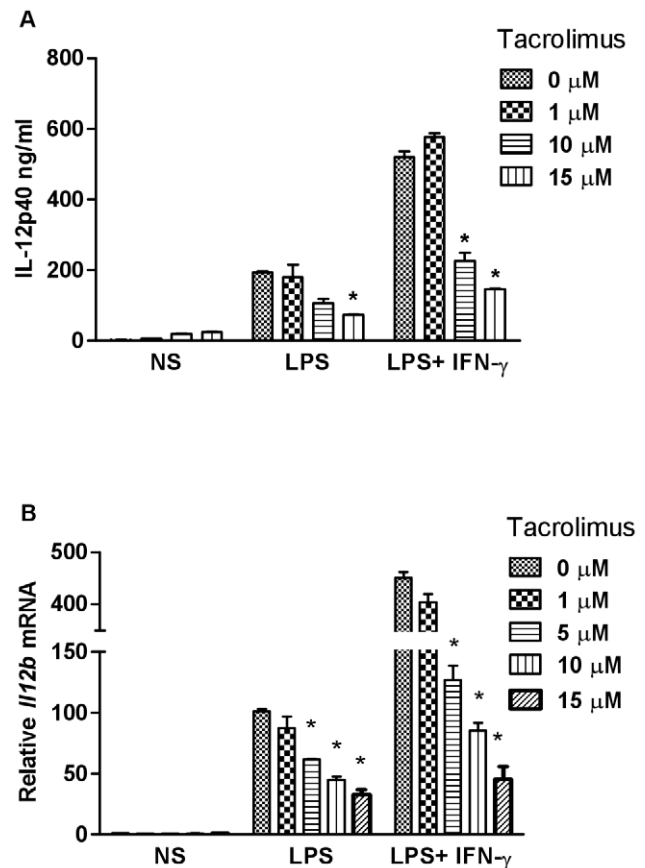 A
Tacrolimus
0 μM
1 μM
10 μM
15 μM
IL-12p40 ng/ml
800
600
400
200
0
NS LPS LPS+ IFN-γ
*
* *
B
Tacrolimus
0 μM
1 μM
5 μM
10 μM
15 μM
Relative Il12b mRNA
500
400
150
100
50
0
* * *
* * *
NS LPS LPS+ IFN-γ